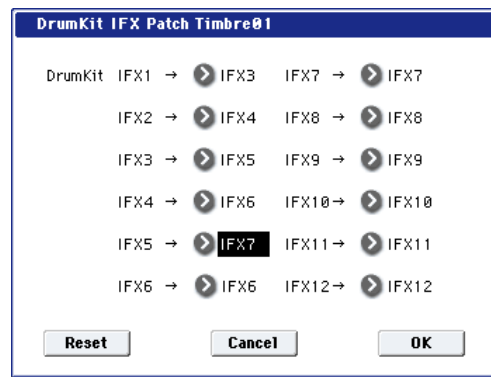 DrumKit IFX Patch Timbre01
DrumKit IFX1 → IFX3 IFX7 → IFX7
IFX2 → IFX4 IFX8 → IFX8
IFX3 → IFX5 IFX9 → IFX9
IFX4 → IFX6 IFX10→ IFX10
IFX5 → IFX7 IFX11→ IFX11
IFX6 → IFX6 IFX12→ IFX12
Reset Cancel OK